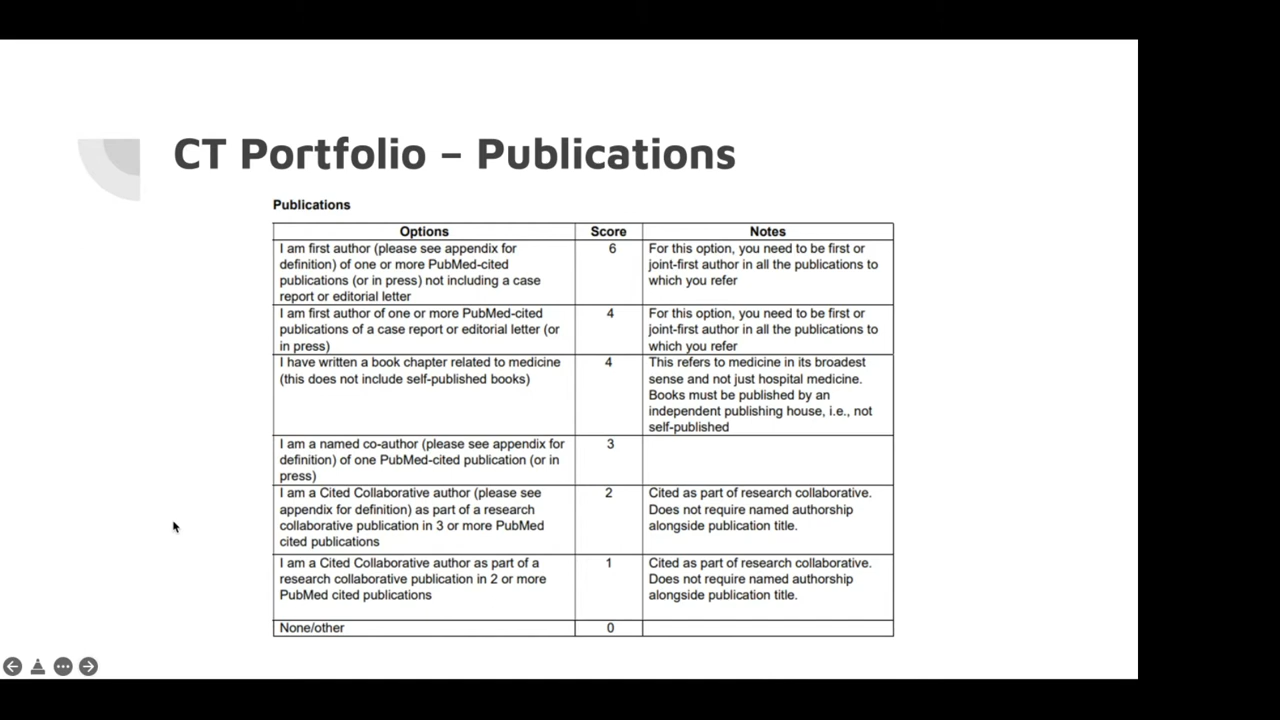 CT Portfolio – Publications
Publications
Options Score Notes
I am first author (please see appendix for
definition) of one or more PubMed-cited
publications (or in press) not including a case
report or editorial letter
6
For this option, you need to be first or
joint-first author in all the publications to
which you refer
I am first author of one or more PubMed-cited
publications of a case report or editorial letter (or
in press)
4
For this option, you need to be first or
joint-first author in all the publications to
which you refer
I have written a book chapter related to medicine
(this does not include self-published books)
4
This refers to medicine in its broadest
sense and not just hospital medicine.
Books must be published by an
independent publishing house, i.e., not
self-published
I am a named co-author (please see appendix for
definition) of one PubMed-cited publication (or in
press)
3
I am a Cited Collaborative author (please see
appendix for definition) as part of a research
collaborative publication in 3 or more PubMed
cited publications
2
Cited as part of research collaborative.
Does not require named authorship
alongside publication title.
I am a Cited Collaborative author as part of a
research collaborative publication in 2 or more
PubMed cited publications
1
Cited as part of research collaborative.
Does not require named authorship
alongside publication title.
None/other 0